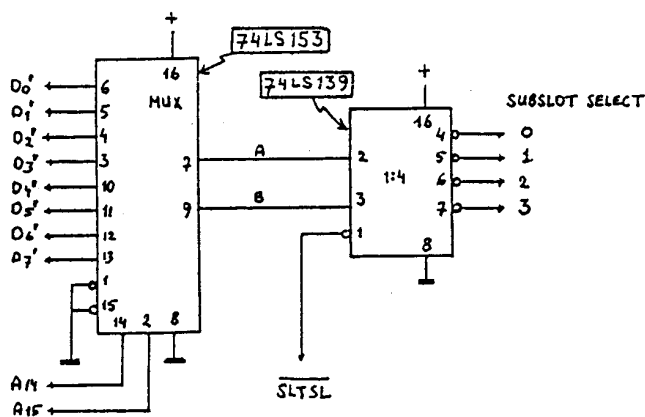 +
74LS153
16
MUX
D0'
6
D1'
5
D2'
4
D3'
3
D4'
10
D5'
11
D6'
12
D7'
13
1
15
14
2
8
7
A
9
B
A14
A15
74LS139
+
16
SUBSLOT SELECT
2
1:4
3
1
4
0
5
1
6
2
7
3
8
SLTSL